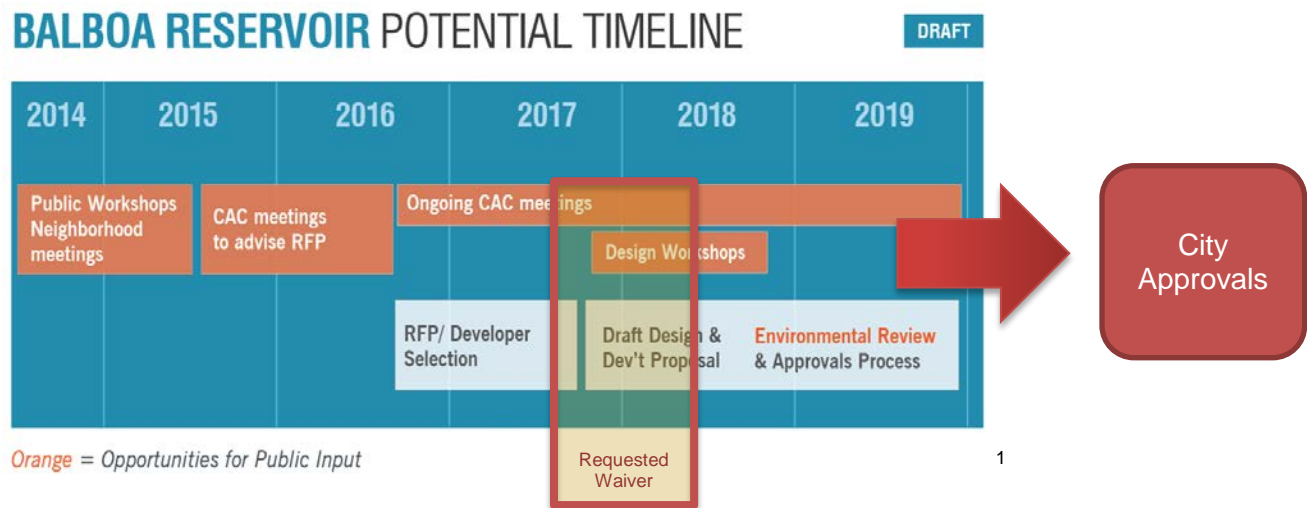 BALBOA RESERVOIR POTENTIAL TIMELINE
DRAFT
2014 2015 2016 2017 2018 2019
Public Workshops
Neighborhood
meetings
CAC meetings
to advise RFP
Ongoing CAC meetings
Design Workshops
RFP/ Developer
Selection
Draft Design &
Dev't Proposal
Environmental Review
& Approvals Process
City
Approvals
Orange = Opportunities for Public Input
Requested
Waiver
1